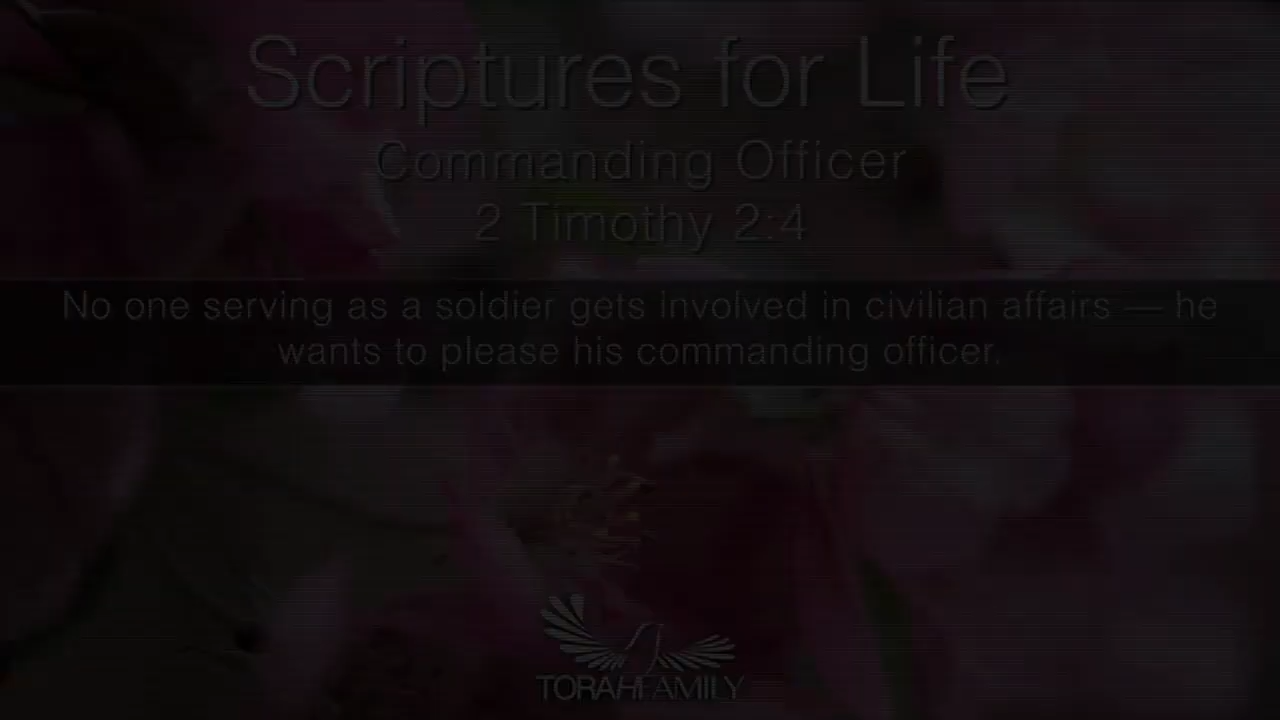 Scriptures for Life
Commanding Officer
2 Timothy 2:4
No one serving as a soldier gets involved in civilian affairs — he
wants to please his commanding officer.
TORAHFAMILY